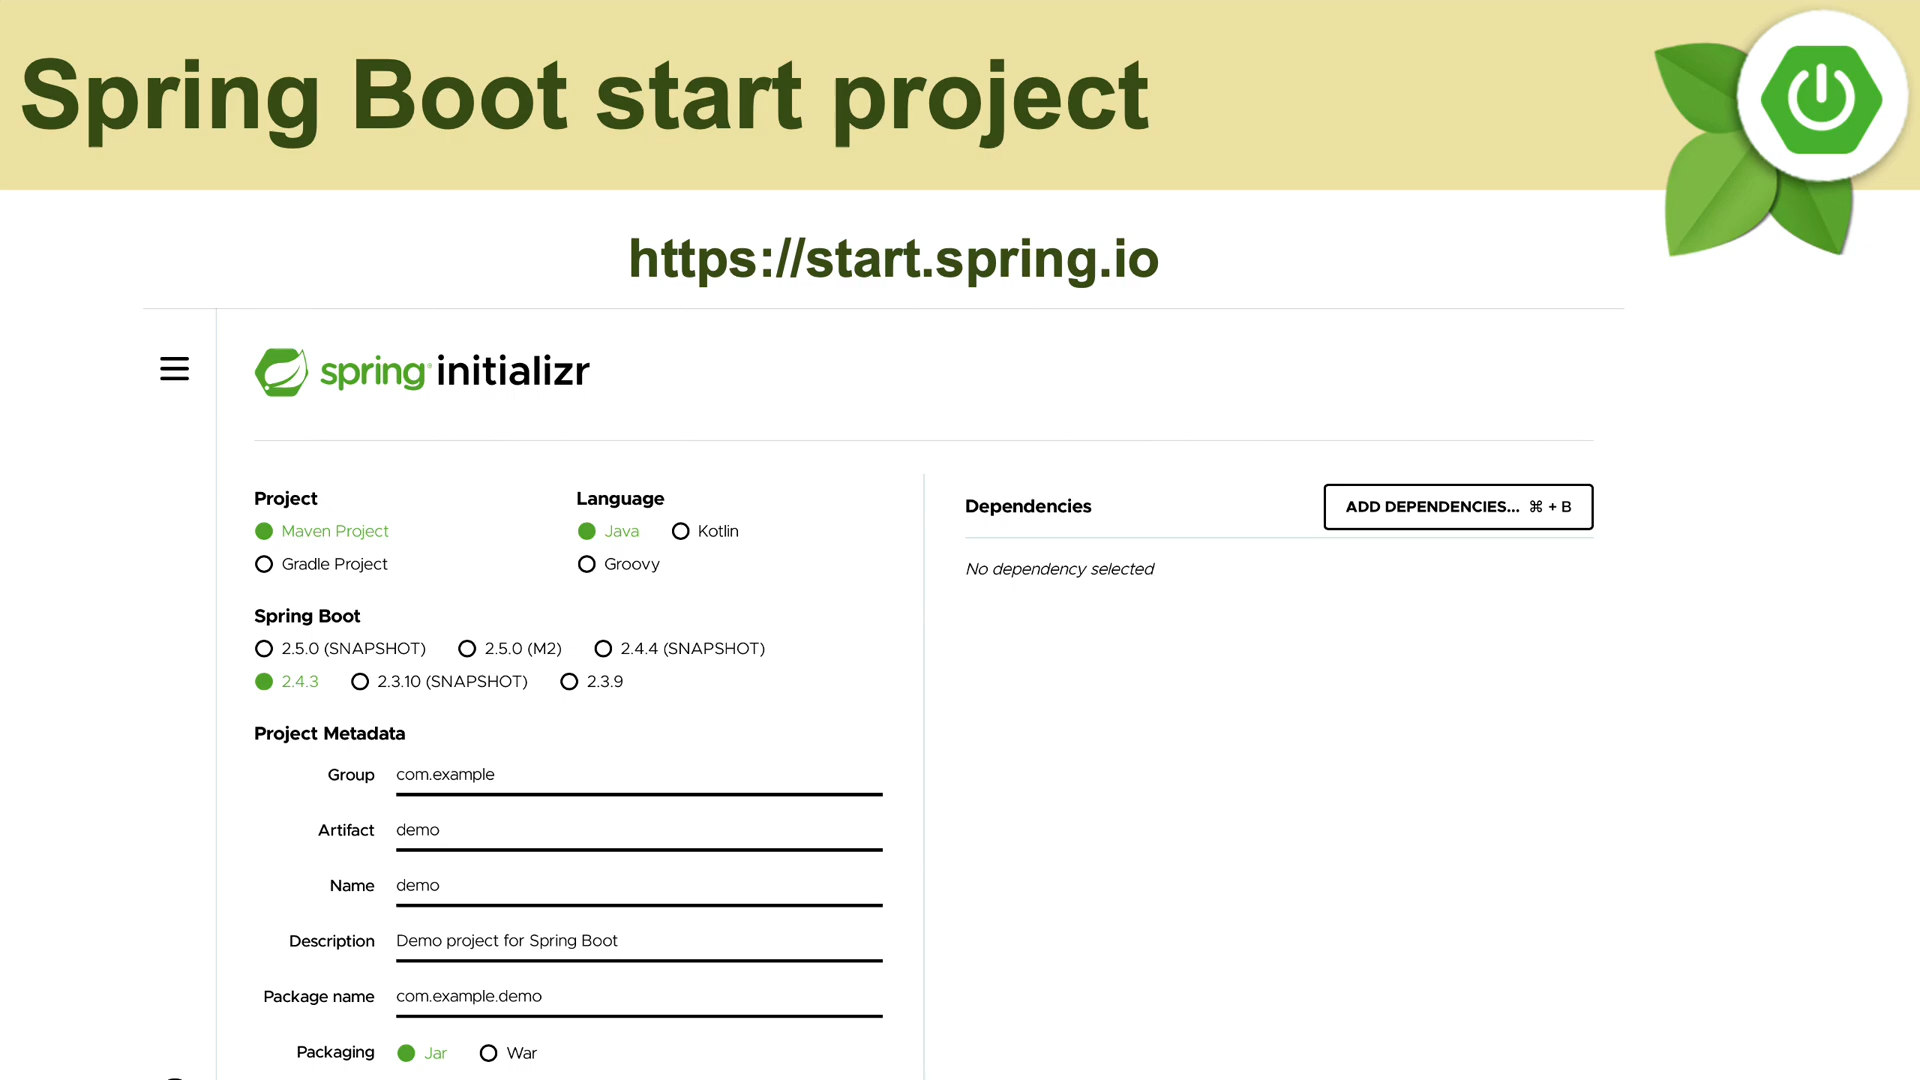 Spring Boot start project
https://start.spring.io
spring initializr
Project
Maven Project
Gradle Project
Language
Java Kotlin
Groovy
Spring Boot
2.5.0 (SNAPSHOT) 2.5.0 (M2) 2.4.4 (SNAPSHOT)
2.4.3 2.3.10 (SNAPSHOT) 2.3.9
Project Metadata
Group com.example
Artifact demo
Name demo
Description Demo project for Spring Boot
Package name com.example.demo
Packaging Jar War
Dependencies ADD DEPENDENCIES... ⌘ + B
No dependency selected